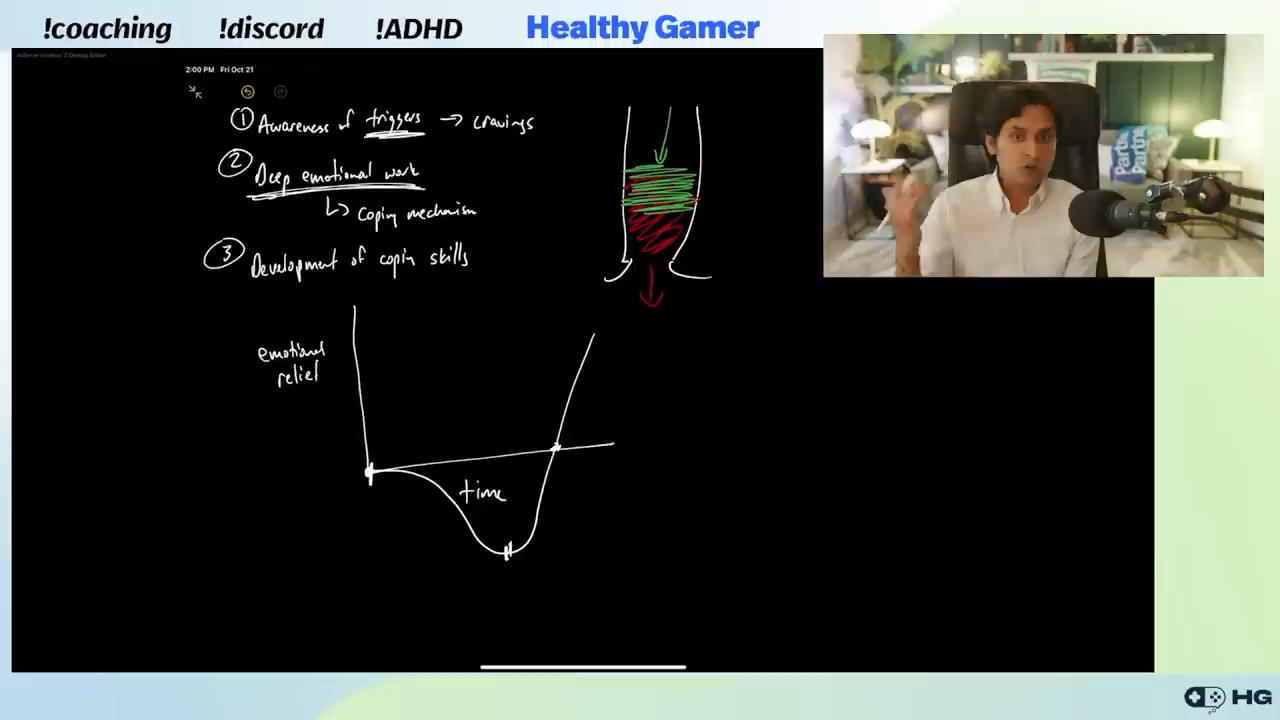 !coaching !discord !ADHD Healthy Gamer
2:00 PM Fri Oct 21
① Awareness of triggers → cravings
② Deep emotional work
↳ coping mechanism
③ Development of coping skills
emotional
relief
time
HG